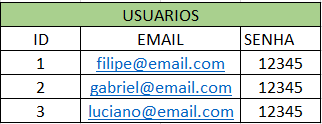 USUARIOS
ID EMAIL SENHA
1 filipe@email.com 12345
2 gabriel@email.com 12345
3 luciano@email.com 12345